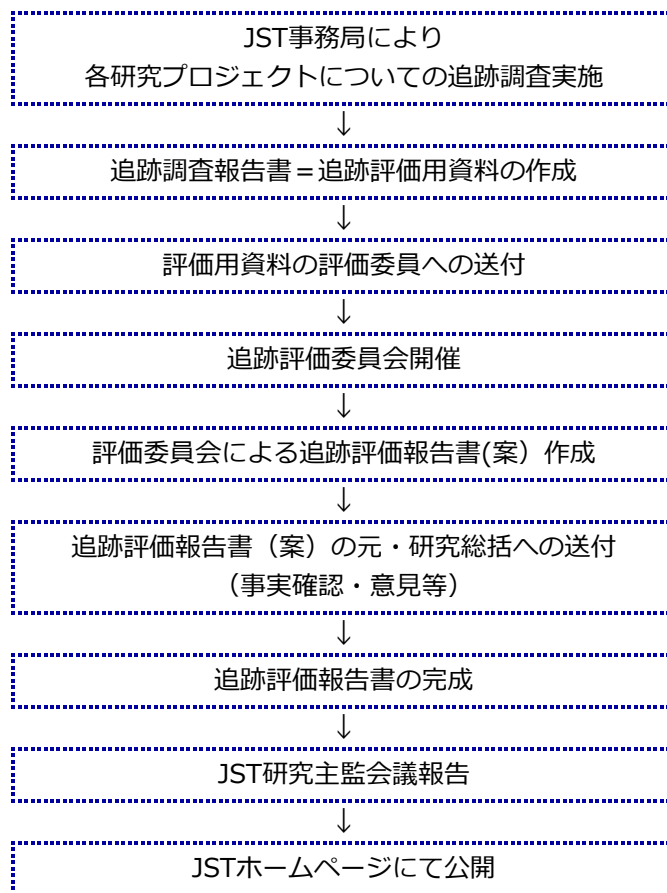 JST事務局により
各研究プロジェクトについての追跡調査実施
↓
追跡調査報告書＝追跡評価用資料の作成
↓
評価用資料の評価委員への送付
↓
追跡評価委員会開催
↓
評価委員会による追跡評価報告書(案）作成
↓
追跡評価報告書（案）の元・研究総括への送付
（事実確認・意見等）
↓
追跡評価報告書の完成
↓
JST研究主監会議報告
↓
JSTホームページにて公開